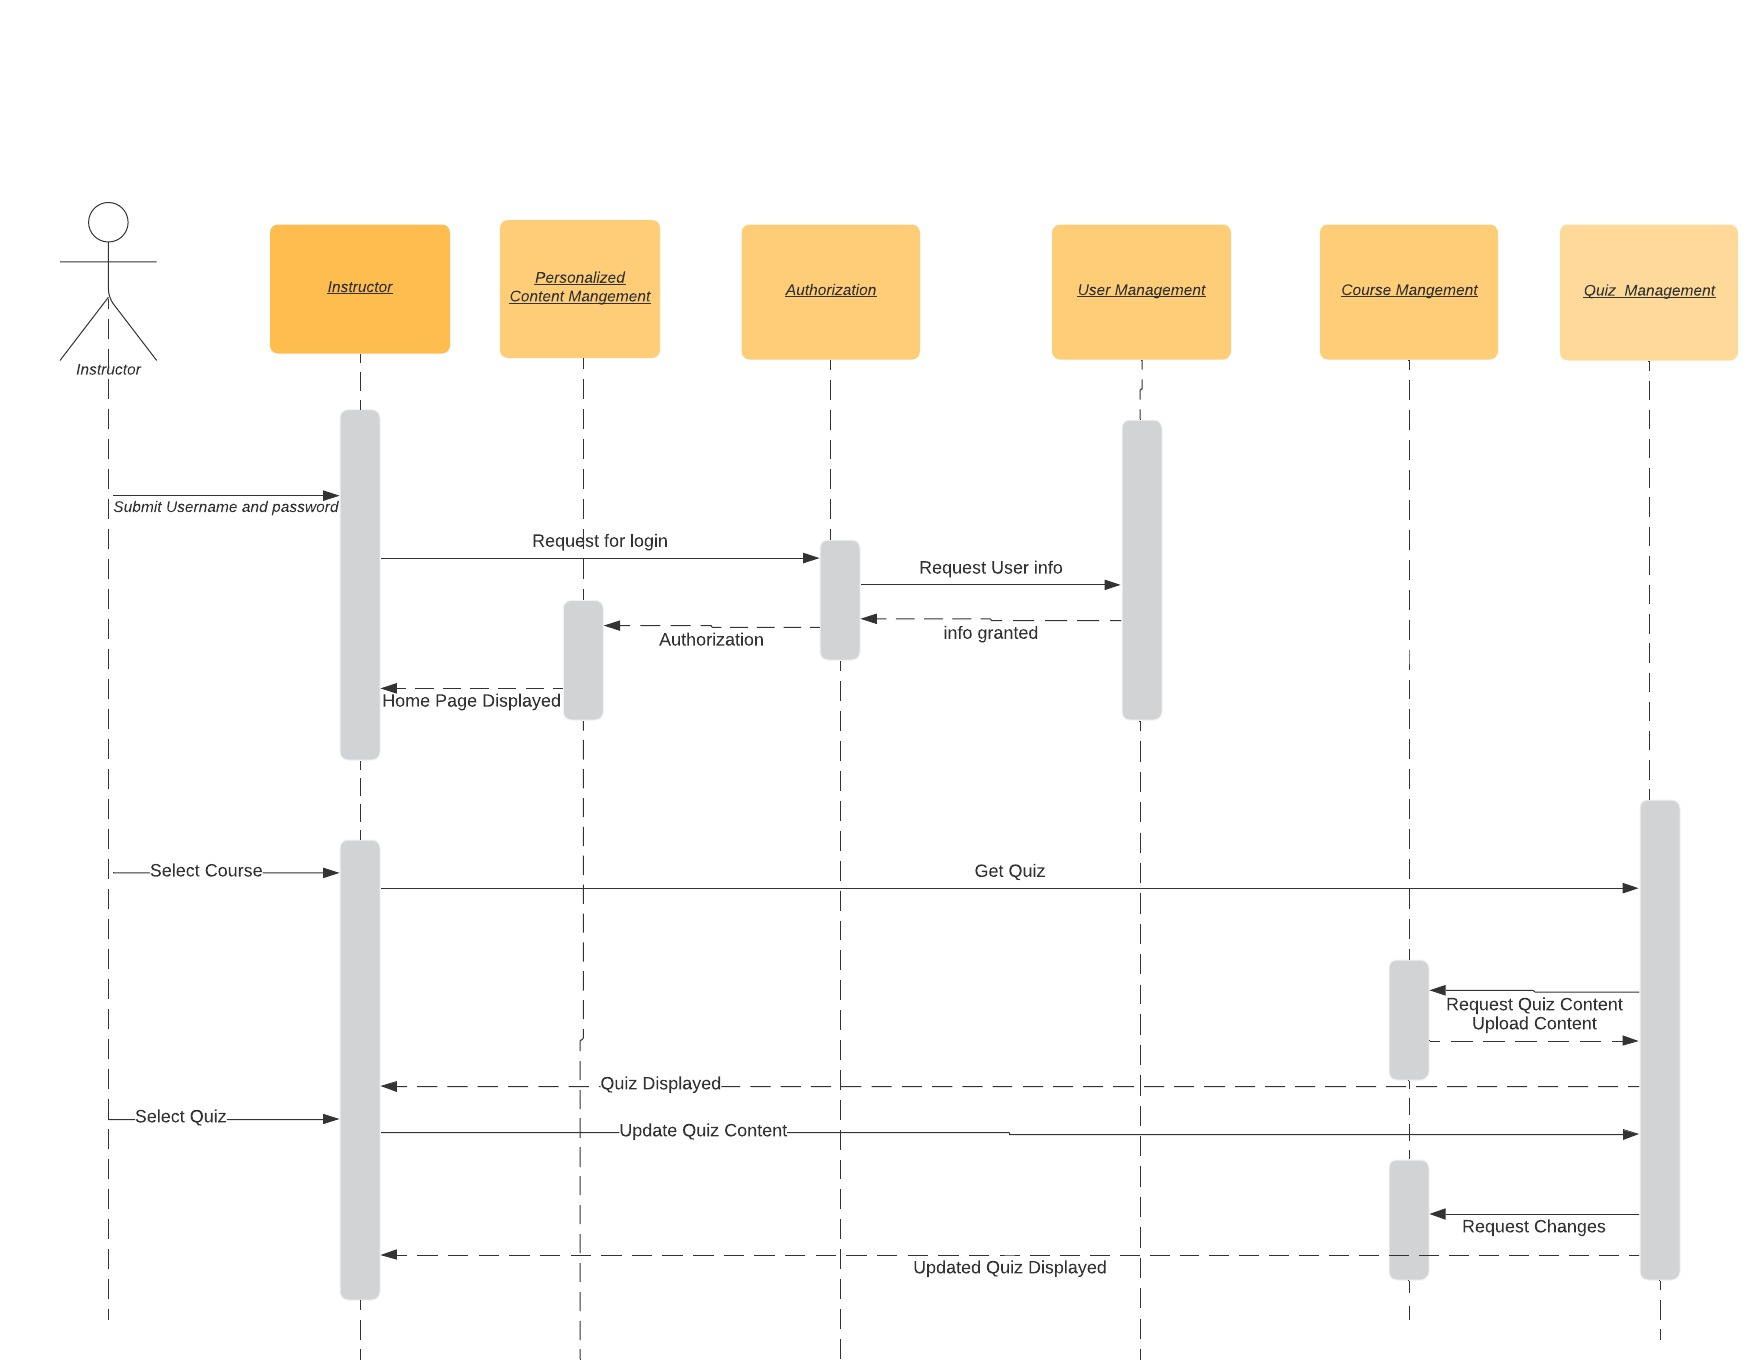 Instructor
Personalized
Content Mangement
Authorization
User Management
Course Mangement
Quiz  Management
Instructor
Submit Username and password
Request for login
Request User info
info granted
Authorization
Home Page Displayed
Select Course
Get Quiz
Request Quiz Content
Upload Content
Quiz Displayed
Select Quiz
Update Quiz Content
Request Changes
Updated Quiz Displayed